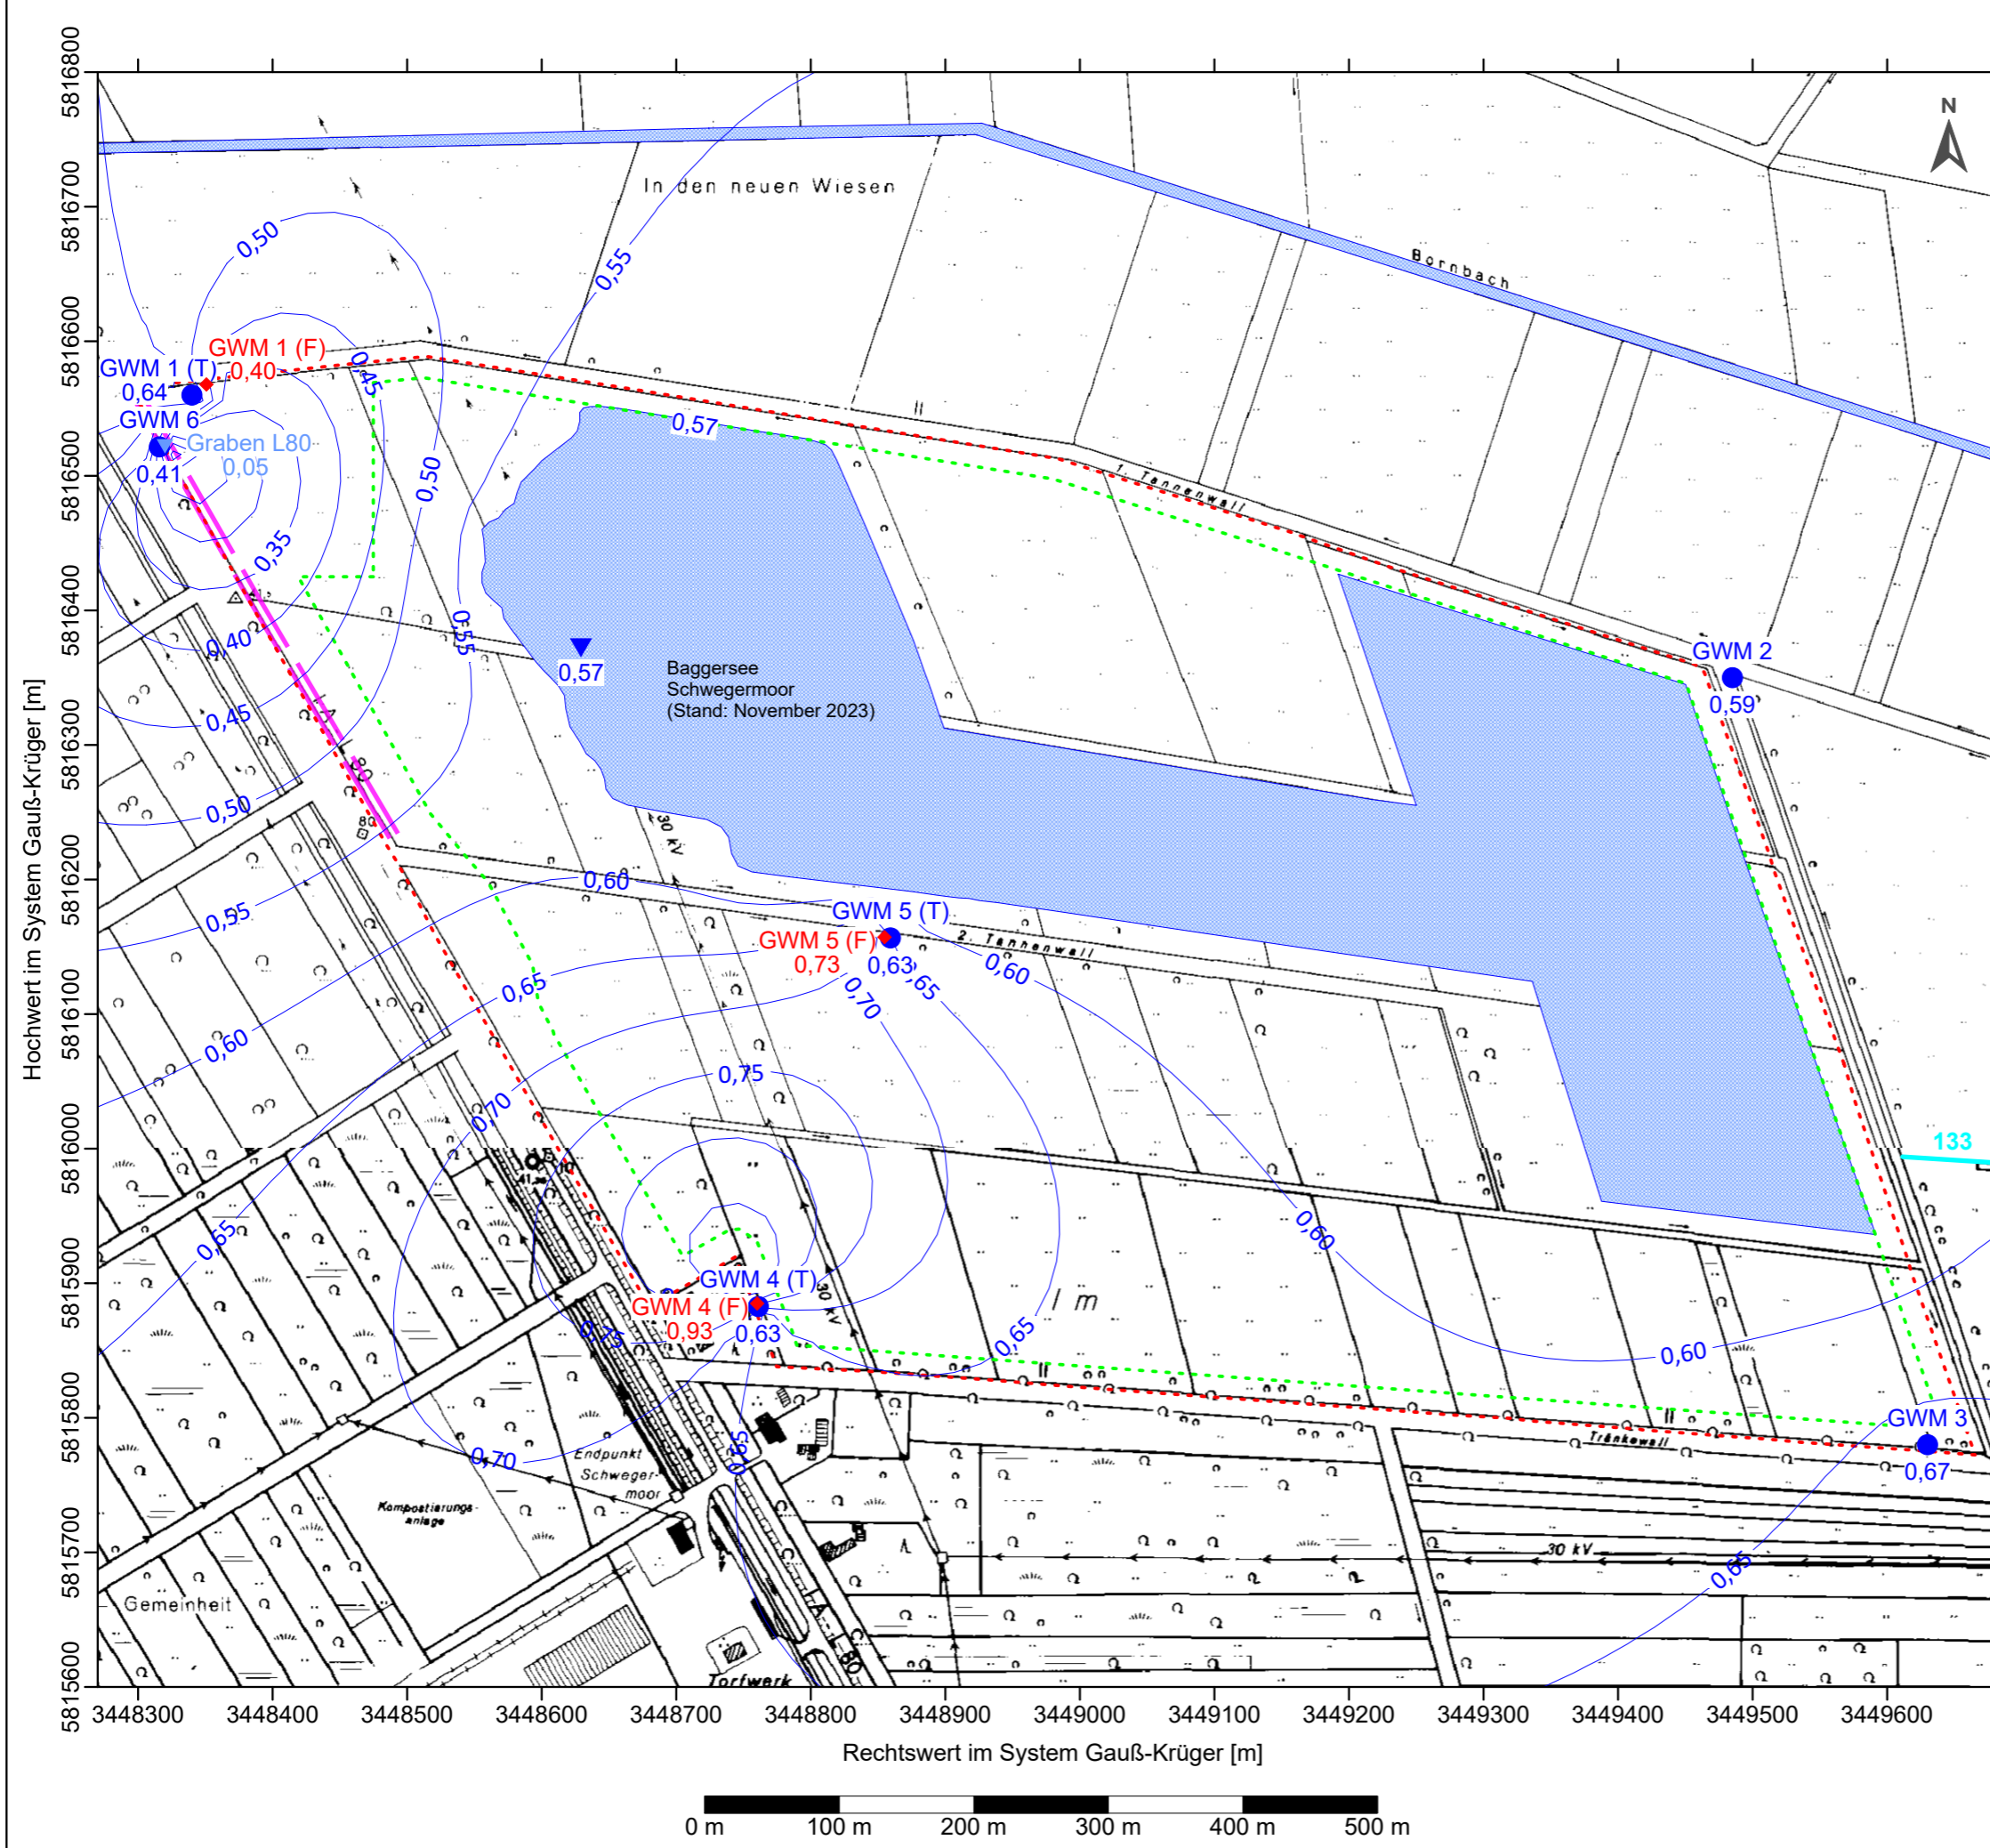 N
5816800
5816700
5816600
5816500
5816400
5816300
5816200
5816100
5816000
5815900
5815800
5815700
5815600
Hochwert im System Gauß-Krüger [m]
In den neuen Wiesen
Bornbach
0,50
0,55
GWM 1 (F)
0,40
GWM 1 (T)
0,64
0,45
GWM 6
0,41
Graben L80
0,05
0,57
1. Tannenwall
0,50
0,35
0,40
0,55
0,57
Baggersee
Schwegermoor
(Stand: November 2023)
GWM 2
0,59
0,45
L 80
0,50
80
30 kV
0,60
0,55
GWM 5 (T)
GWM 5 (F)
0,73
0,63
2. Tannenwall
0,60
0,65
0,65
0,70
0,60
0,75
0,70
133
0,65
0,60
GWM 4 (T)
GWM 4 (F)
0,93
0,63
30 kV
I m
0,75
0,65
0,60
GWM 3
0,67
Tränkewall
0,70
0,65
Endpunkt
Schweger-
moor
Kompostierungs-
anlage
30 kV
0,65
Gemeinheit
80
Torfwerk
3448300
3448400
3448500
3448600
3448700
3448800
3448900
3449000
3449100
3449200
3449300
3449400
3449500
3449600
Rechtswert im System Gauß-Krüger [m]
0 m
100 m
200 m
300 m
400 m
500 m